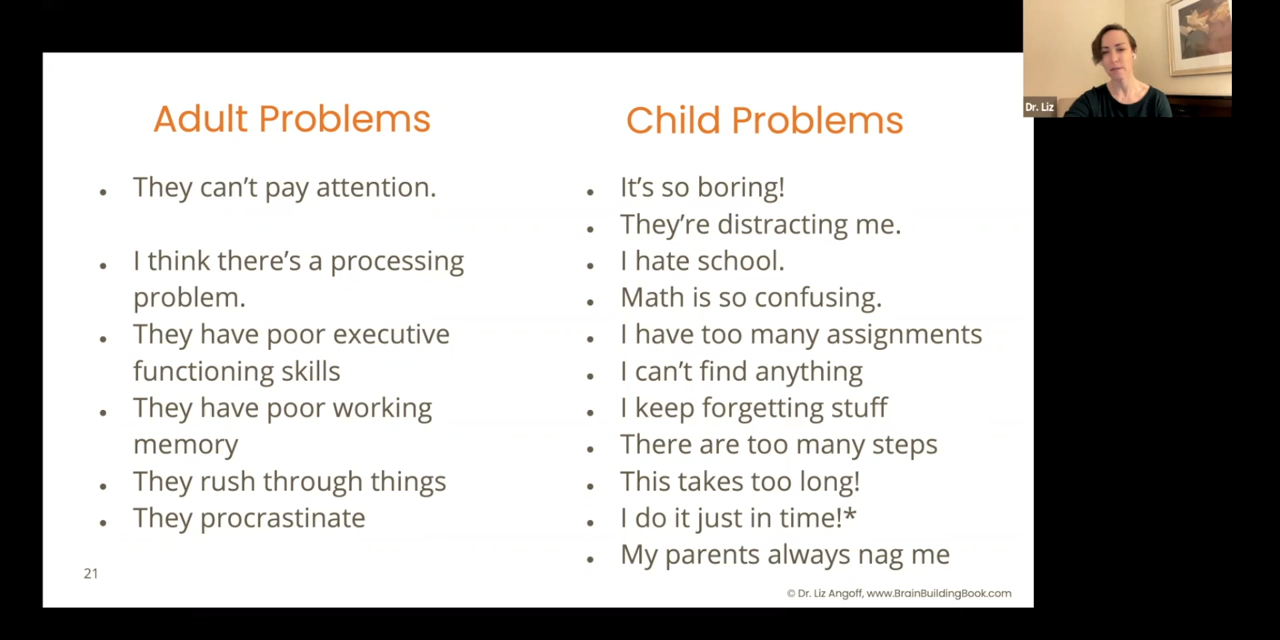 Adult Problems
• They can’t pay attention.
• I think there’s a processing
problem.
• They have poor executive
functioning skills
• They have poor working
memory
• They rush through things
• They procrastinate
21
Child Problems
• It’s so boring!
• They’re distracting me.
• I hate school.
• Math is so confusing.
• I have too many assignments
• I can’t find anything
• I keep forgetting stuff
• There are too many steps
• This takes too long!
• I do it just in time!*
• My parents always nag me
© Dr. Liz Angoff, www.BrainBuildingBook.com
Dr. Liz